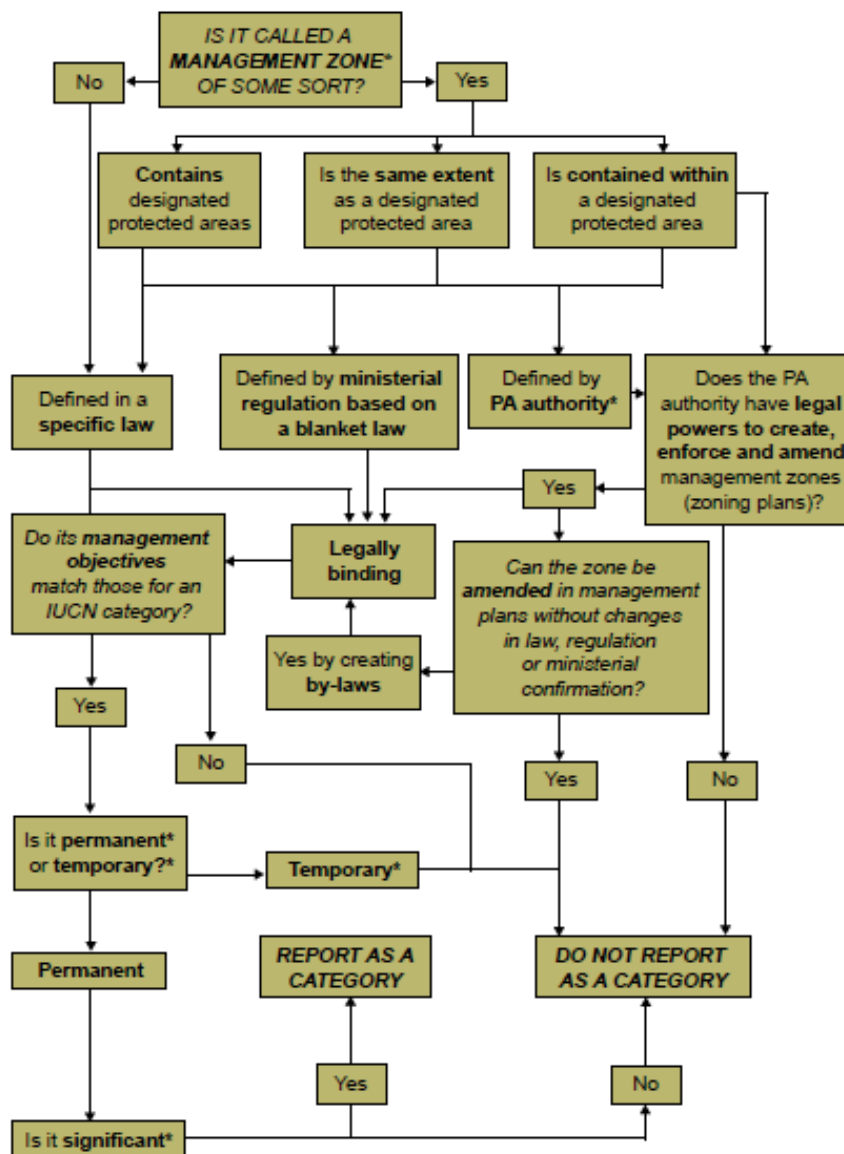 IS IT CALLED A
MANAGEMENT ZONE*
OF SOME SORT?
No
Yes
Contains
designated
protected areas
Is the same extent
as a designated
protected area
Is contained within
a designated
protected area
Defined in a
specific law
Defined by ministerial
regulation based on
a blanket law
Defined by
PA authority*
Does the PA
authority have legal
powers to create,
enforce and amend
management zones
(zoning plans)?
Yes
Do its management
objectives
match those for an
IUCN category?
Legally
binding
Can the zone be
amended in management
plans without changes
in law, regulation
or ministerial
confirmation?
Yes by creating
by-laws
Yes
No
Yes
No
Is it permanent*
or temporary?*
Temporary*
Permanent
REPORT AS A
CATEGORY
DO NOT REPORT
AS A CATEGORY
Yes
No
Is it significant*